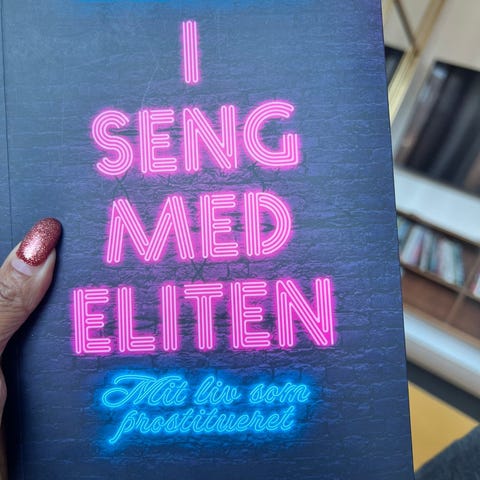 I
SENG
MED
ELITEN
Mit liv som
prostitueret